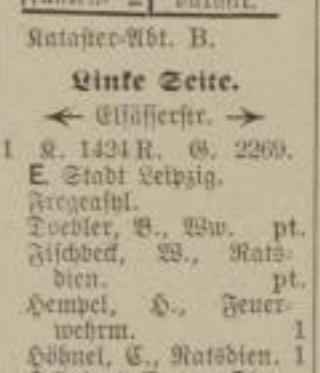 Kataster-Abt. B.
Linke Seite.
← Elsässerstr. →
1 K. 1424 R. G. 2269.
E Stadt Leipzig.
Fregeasyl.
Doebler, B., Ww. pt.
Fischbeck, W., Rats-
dien. pt.
Hempel, H., Feuer-
wehrm. 1
Höhnel, C., Ratsdien. 1